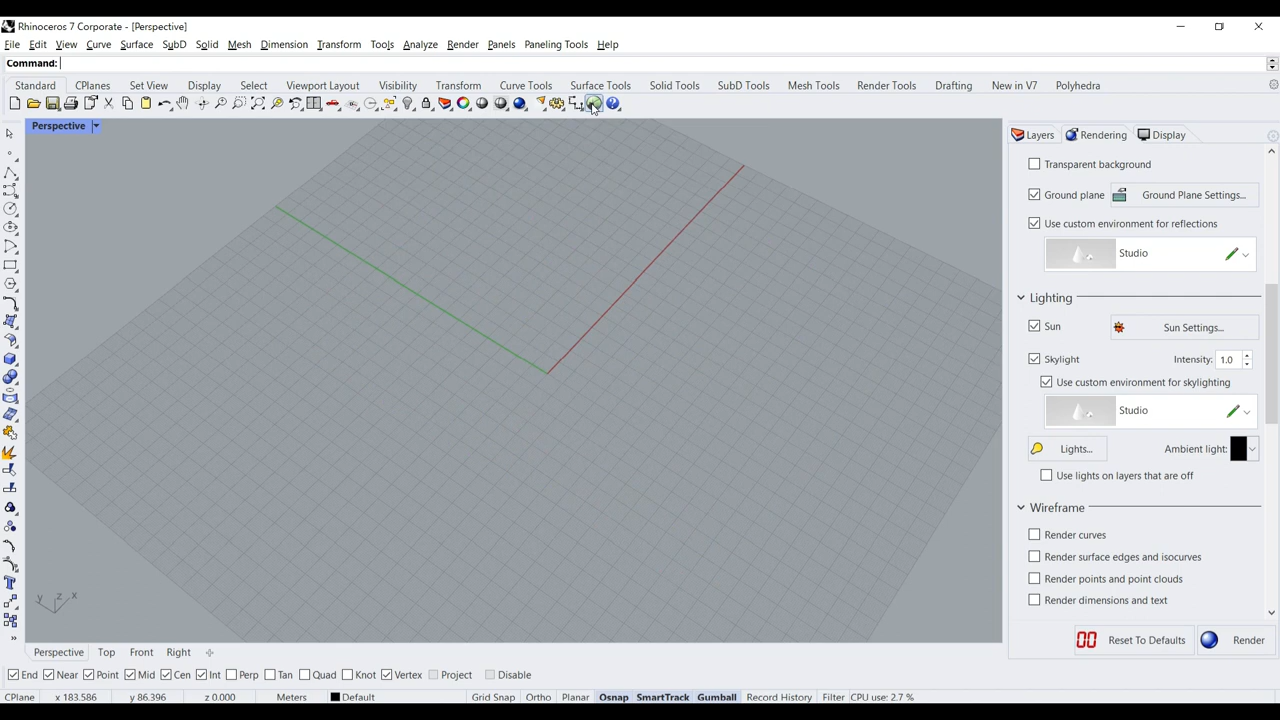 Rhinoceros 7 Corporate - [Perspective]
File Edit View Curve Surface SubD Solid Mesh Dimension Transform Tools Analyze Render Panels Paneling Tools Help
Command:
Standard CPlanes Set View Display Select Viewport Layout Visibility Transform Curve Tools Surface Tools Solid Tools SubD Tools Mesh Tools Render Tools Drafting New in V7 Polyhedra
Perspective
Layers Rendering Display
Transparent background
Ground plane Ground Plane Settings...
Use custom environment for reflections
Studio
Lighting
Sun Sun Settings...
Skylight Intensity: 1.0
Use custom environment for skylighting
Studio
Lights... Ambient light:
Use lights on layers that are off
Wireframe
Render curves
Render surface edges and isocurves
Render points and point clouds
Render dimensions and text
y z x
Reset To Defaults Render
Perspective Top Front Right
End Near Point Mid Cen Int Perp Tan Quad Knot Vertex Project Disable
CPlane x 183.586 y 86.396 z 0.000 Meters Default Grid Snap Ortho Planar Osnap SmartTrack Gumball Record History Filter CPU use: 2.7 %